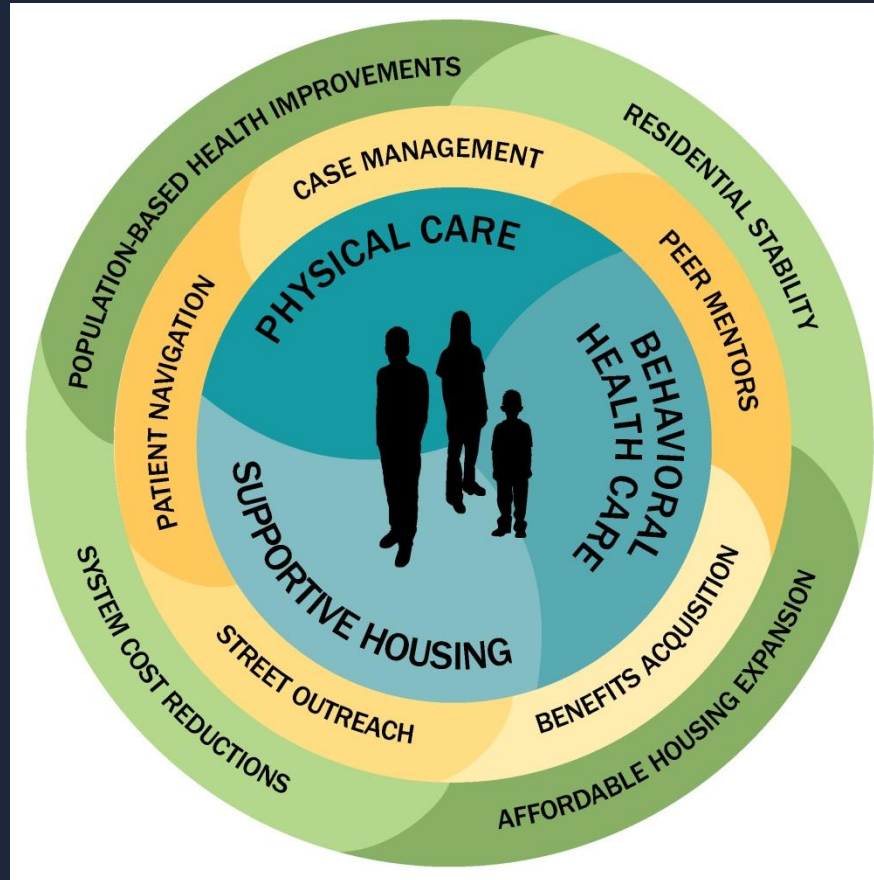 POPULATION-BASED HEALTH IMPROVEMENTS
RESIDENTIAL STABILITY
AFFORDABLE HOUSING EXPANSION
SYSTEM COST REDUCTIONS
CASE MANAGEMENT
PEER MENTORS
BENEFITS ACQUISITION
STREET OUTREACH
PATIENT NAVIGATION
PHYSICAL CARE
BEHAVIORAL
HEALTH CARE
SUPPORTIVE HOUSING